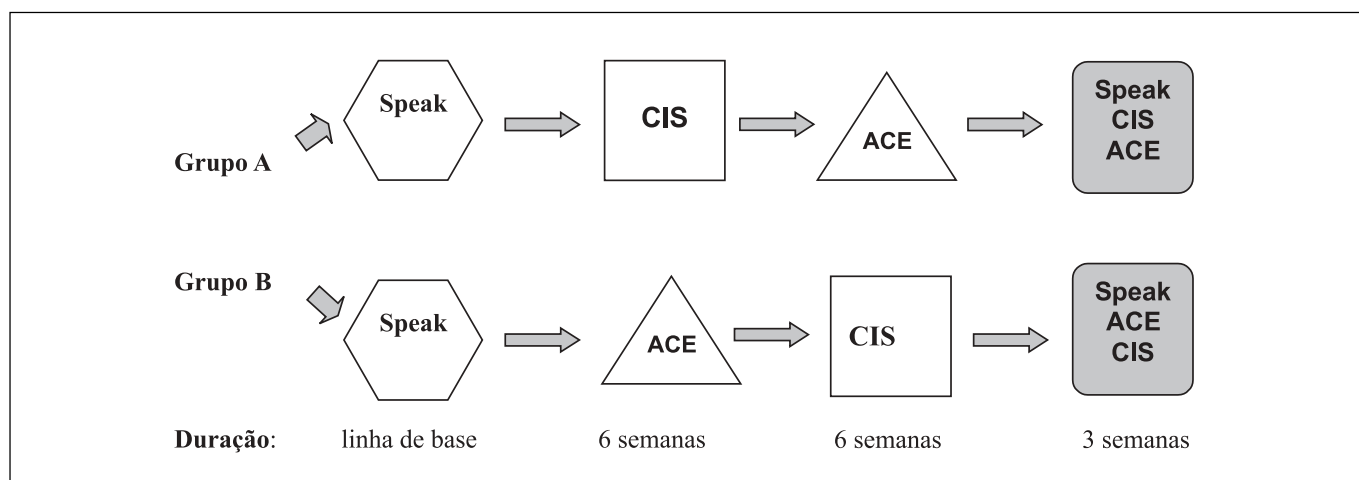 Grupo A
Speak
CIS
ACE
Speak
CIS
ACE
Grupo B
Speak
ACE
CIS
Speak
ACE
CIS
Duração: linha de base 6 semanas 6 semanas 3 semanas